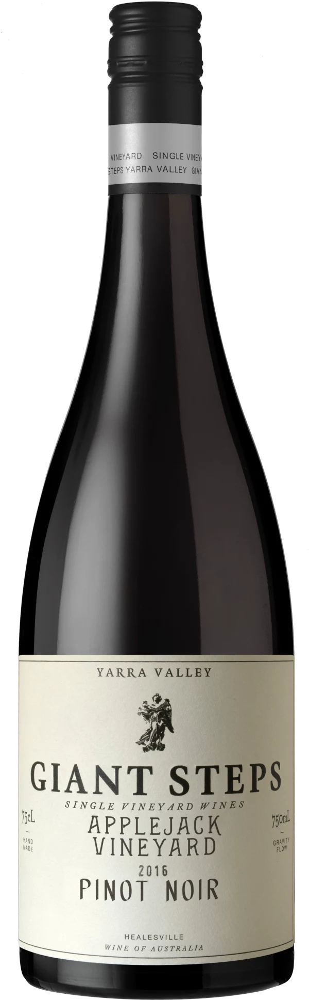 VINEYARD SINGLE VINEYA
STEPS YARRA VALLEY GIAN
YARRA VALLEY
GIANT STEPS
SINGLE VINEYARD WINES
75cL
HAND
MADE
APPLEJACK
VINEYARD
750mL
GRAVITY
FLOW
2016
PINOT NOIR
HEALESVILLE
WINE OF AUSTRALIA